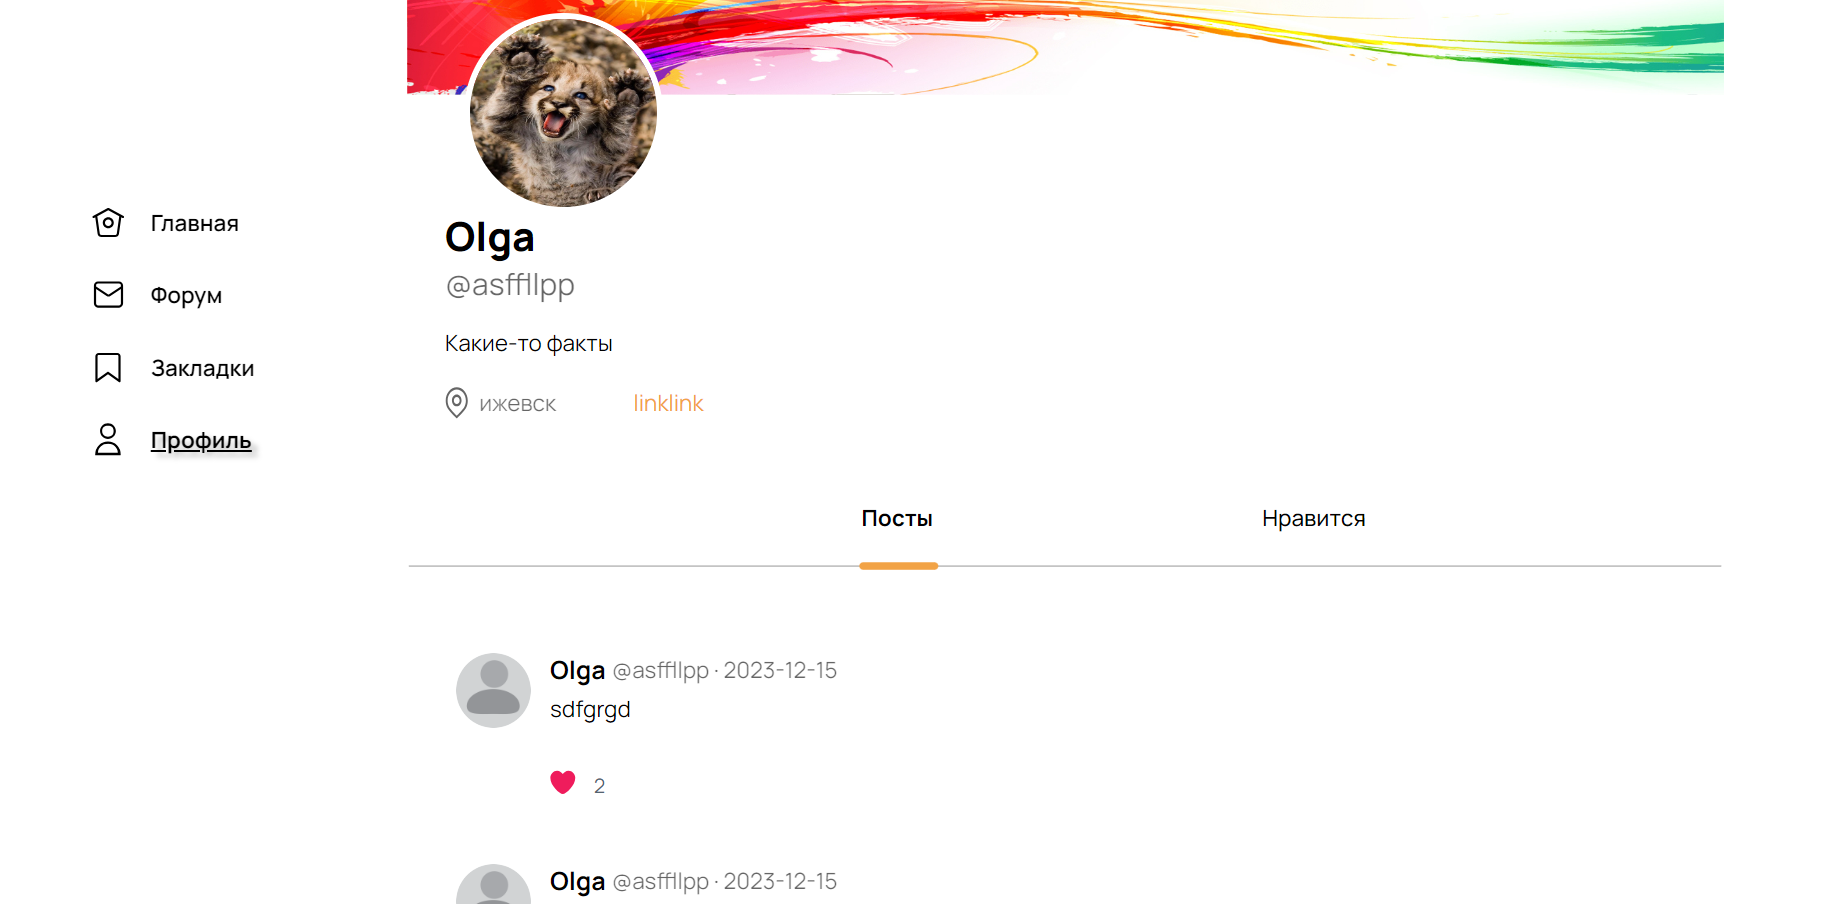 Главная
Форум
Закладки
Профиль
Olga
@asffllpp
Какие-то факты
ижевск linklink
Посты Нравится
Olga @asffllpp · 2023-12-15
sdfgrgd
2
Olga @asffllpp · 2023-12-15